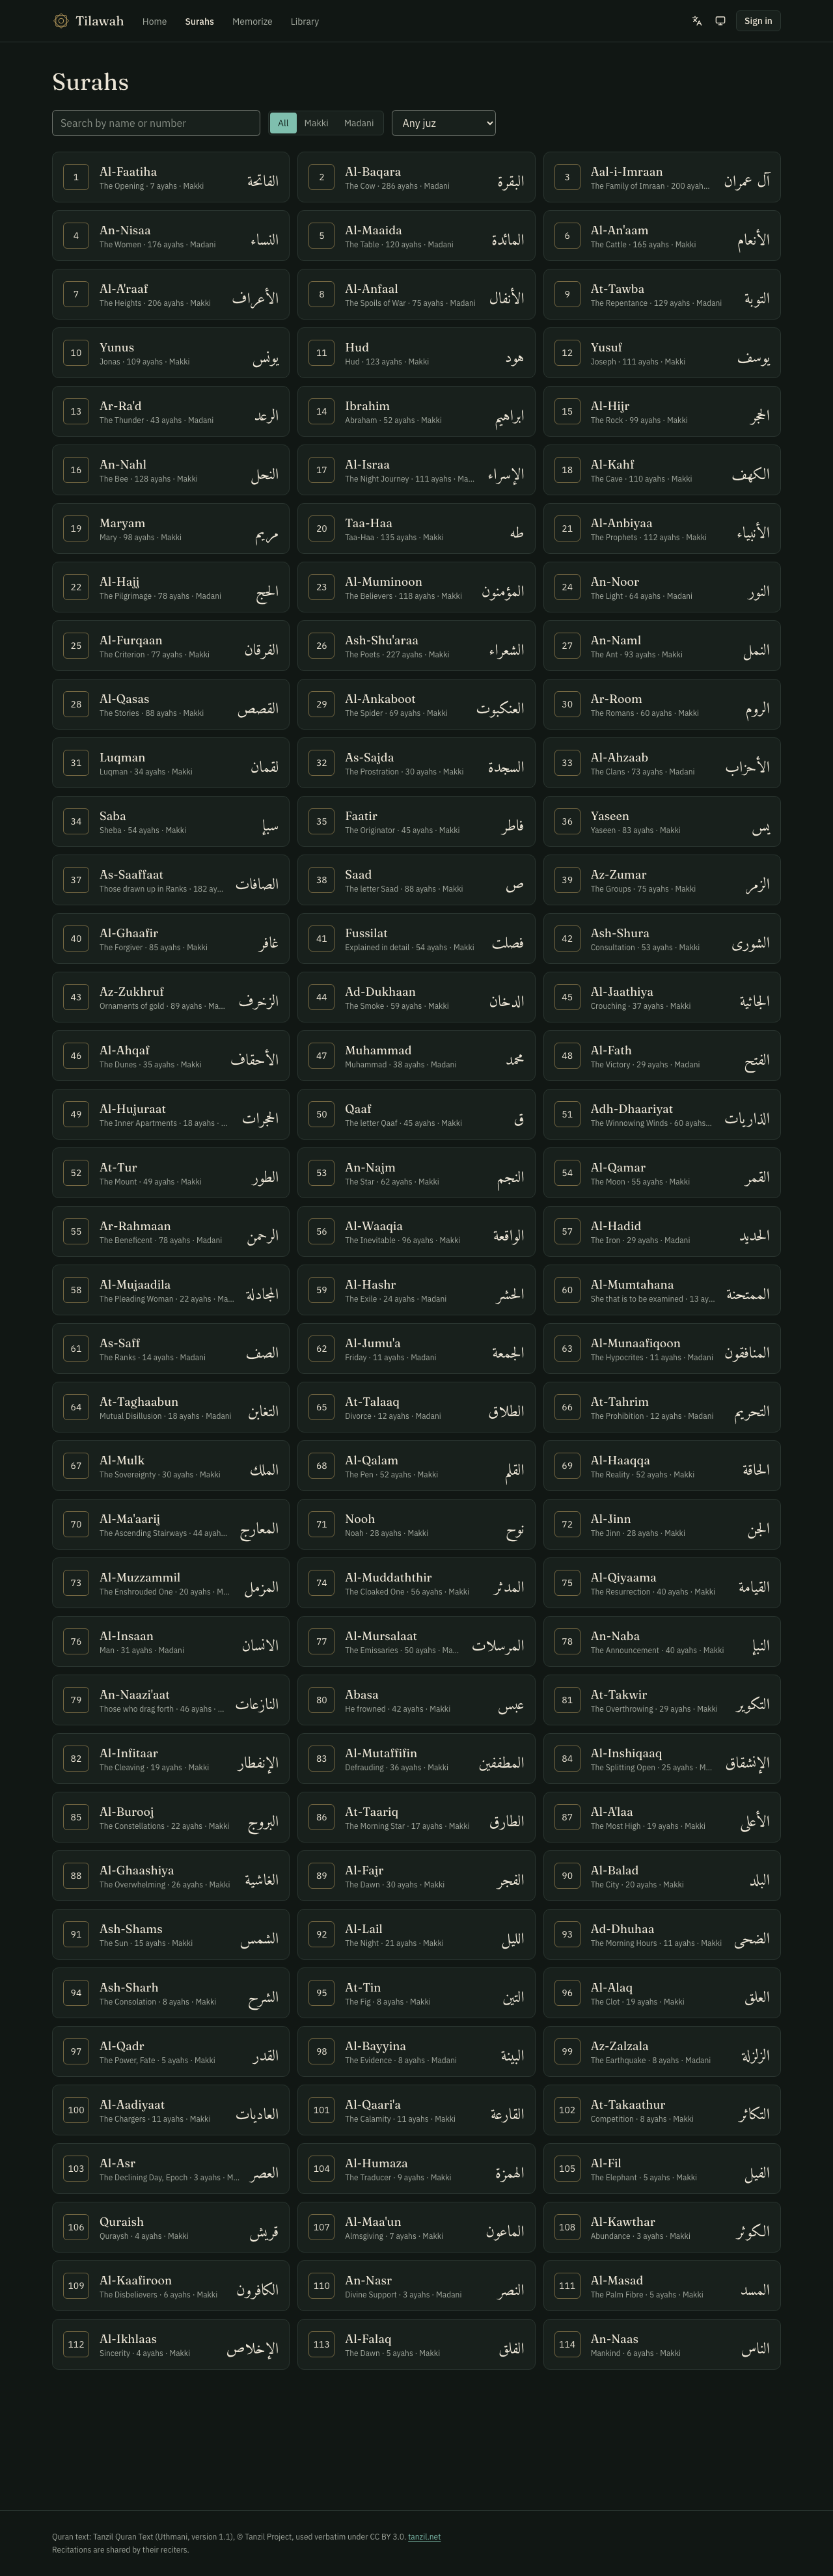 Tilawah Home Surahs Memorize Library Sign in
Surahs
Search by name or number All Makki Madani Any juz
1 Al-Faatiha الفاتحة
The Opening · 7 ayahs · Makki
2 Al-Baqara البقرة
The Cow · 286 ayahs · Madani
3 Aal-i-Imraan آل عمران
The Family of Imraan · 200 ayah...
4 An-Nisaa النساء
The Women · 176 ayahs · Madani
5 Al-Maaida المائدة
The Table · 120 ayahs · Madani
6 Al-An'aam الأنعام
The Cattle · 165 ayahs · Makki
7 Al-A'raaf الأعراف
The Heights · 206 ayahs · Makki
8 Al-Anfaal الأنفال
The Spoils of War · 75 ayahs · Madani
9 At-Tawba التوبة
The Repentance · 129 ayahs · Madani
10 Yunus يونس
Jonas · 109 ayahs · Makki
11 Hud هود
Hud · 123 ayahs · Makki
12 Yusuf يوسف
Joseph · 111 ayahs · Makki
13 Ar-Ra'd الرعد
The Thunder · 43 ayahs · Madani
14 Ibrahim ابراهيم
Abraham · 52 ayahs · Makki
15 Al-Hijr الحجر
The Rock · 99 ayahs · Makki
16 An-Nahl النحل
The Bee · 128 ayahs · Makki
17 Al-Israa الإسراء
The Night Journey · 111 ayahs · Ma...
18 Al-Kahf الكهف
The Cave · 110 ayahs · Makki
19 Maryam مريم
Mary · 98 ayahs · Makki
20 Taa-Haa طه
Taa-Haa · 135 ayahs · Makki
21 Al-Anbiyaa الأنبياء
The Prophets · 112 ayahs · Makki
22 Al-Hajj الحج
The Pilgrimage · 78 ayahs · Madani
23 Al-Muminoon المؤمنون
The Believers · 118 ayahs · Makki
24 An-Noor النور
The Light · 64 ayahs · Madani
25 Al-Furqaan الفرقان
The Criterion · 77 ayahs · Makki
26 Ash-Shu'araa الشعراء
The Poets · 227 ayahs · Makki
27 An-Naml النمل
The Ant · 93 ayahs · Makki
28 Al-Qasas القصص
The Stories · 88 ayahs · Makki
29 Al-Ankaboot العنكبوت
The Spider · 69 ayahs · Makki
30 Ar-Room الروم
The Romans · 60 ayahs · Makki
31 Luqman لقمان
Luqman · 34 ayahs · Makki
32 As-Sajda السجدة
The Prostration · 30 ayahs · Makki
33 Al-Ahzaab الأحزاب
The Clans · 73 ayahs · Madani
34 Saba سبإ
Sheba · 54 ayahs · Makki
35 Faatir فاطر
The Originator · 45 ayahs · Makki
36 Yaseen يس
Yaseen · 83 ayahs · Makki
37 As-Saaffaat الصافات
Those drawn up in Ranks · 182 ay...
38 Saad ص
The letter Saad · 88 ayahs · Makki
39 Az-Zumar الزمر
The Groups · 75 ayahs · Makki
40 Al-Ghaafir غافر
The Forgiver · 85 ayahs · Makki
41 Fussilat فصلت
Explained in detail · 54 ayahs · Makki
42 Ash-Shura الشورى
Consultation · 53 ayahs · Makki
43 Az-Zukhruf الزخرف
Ornaments of gold · 89 ayahs · Ma...
44 Ad-Dukhaan الدخان
The Smoke · 59 ayahs · Makki
45 Al-Jaathiya الجاثية
Crouching · 37 ayahs · Makki
46 Al-Ahqaf الأحقاف
The Dunes · 35 ayahs · Makki
47 Muhammad محمد
Muhammad · 38 ayahs · Madani
48 Al-Fath الفتح
The Victory · 29 ayahs · Madani
49 Al-Hujuraat الحجرات
The Inner Apartments · 18 ayahs · ...
50 Qaaf ق
The letter Qaaf · 45 ayahs · Makki
51 Adh-Dhaariyat الذاريات
The Winnowing Winds · 60 ayahs...
52 At-Tur الطور
The Mount · 49 ayahs · Makki
53 An-Najm النجم
The Star · 62 ayahs · Makki
54 Al-Qamar القمر
The Moon · 55 ayahs · Makki
55 Ar-Rahmaan الرحمن
The Beneficent · 78 ayahs · Madani
56 Al-Waaqia الواقعة
The Inevitable · 96 ayahs · Makki
57 Al-Hadid الحديد
The Iron · 29 ayahs · Madani
58 Al-Mujaadila المجادلة
The Pleading Woman · 22 ayahs · Ma...
59 Al-Hashr الحشر
The Exile · 24 ayahs · Madani
60 Al-Mumtahana الممتحنة
She that is to be examined · 13 ay...
61 As-Saff الصف
The Ranks · 14 ayahs · Madani
62 Al-Jumu'a الجمعة
Friday · 11 ayahs · Madani
63 Al-Munaafiqoon المنافقون
The Hypocrites · 11 ayahs · Madani
64 At-Taghaabun التغابن
Mutual Disillusion · 18 ayahs · Madani
65 At-Talaaq الطلاق
Divorce · 12 ayahs · Madani
66 At-Tahrim التحريم
The Prohibition · 12 ayahs · Madani
67 Al-Mulk الملك
The Sovereignty · 30 ayahs · Makki
68 Al-Qalam القلم
The Pen · 52 ayahs · Makki
69 Al-Haaqqa الحاقة
The Reality · 52 ayahs · Makki
70 Al-Ma'aarij المعارج
The Ascending Stairways · 44 ayah...
71 Nooh نوح
Noah · 28 ayahs · Makki
72 Al-Jinn الجن
The Jinn · 28 ayahs · Makki
73 Al-Muzzammil المزمل
The Enshrouded One · 20 ayahs · M...
74 Al-Muddaththir المدثر
The Cloaked One · 56 ayahs · Makki
75 Al-Qiyaama القيامة
The Resurrection · 40 ayahs · Makki
76 Al-Insaan الانسان
Man · 31 ayahs · Madani
77 Al-Mursalaat المرسلات
The Emissaries · 50 ayahs · Ma...
78 An-Naba النبإ
The Announcement · 40 ayahs · Makki
79 An-Naazi'aat النازعات
Those who drag forth · 46 ayahs · ...
80 Abasa عبس
He frowned · 42 ayahs · Makki
81 At-Takwir التكوير
The Overthrowing · 29 ayahs · Makki
82 Al-Infitaar الإنفطار
The Cleaving · 19 ayahs · Makki
83 Al-Mutaffifin المطففين
Defrauding · 36 ayahs · Makki
84 Al-Inshiqaaq الإنشقاق
The Splitting Open · 25 ayahs · M...
85 Al-Burooj البروج
The Constellations · 22 ayahs · Makki
86 At-Taariq الطارق
The Morning Star · 17 ayahs · Makki
87 Al-A'laa الأعلى
The Most High · 19 ayahs · Makki
88 Al-Ghaashiya الغاشية
The Overwhelming · 26 ayahs · Makki
89 Al-Fajr الفجر
The Dawn · 30 ayahs · Makki
90 Al-Balad البلد
The City · 20 ayahs · Makki
91 Ash-Shams الشمس
The Sun · 15 ayahs · Makki
92 Al-Lail الليل
The Night · 21 ayahs · Makki
93 Ad-Dhuhaa الضحى
The Morning Hours · 11 ayahs · Makki
94 Ash-Sharh الشرح
The Consolation · 8 ayahs · Makki
95 At-Tin التين
The Fig · 8 ayahs · Makki
96 Al-Alaq العلق
The Clot · 19 ayahs · Makki
97 Al-Qadr القدر
The Power, Fate · 5 ayahs · Makki
98 Al-Bayyina البينة
The Evidence · 8 ayahs · Madani
99 Az-Zalzala الزلزلة
The Earthquake · 8 ayahs · Madani
100 Al-Aadiyaat العاديات
The Chargers · 11 ayahs · Makki
101 Al-Qaari'a القارعة
The Calamity · 11 ayahs · Makki
102 At-Takaathur التكاثر
Competition · 8 ayahs · Makki
103 Al-Asr العصر
The Declining Day, Epoch · 3 ayahs · M...
104 Al-Humaza الهمزة
The Traducer · 9 ayahs · Makki
105 Al-Fil الفيل
The Elephant · 5 ayahs · Makki
106 Quraish قريش
Quraysh · 4 ayahs · Makki
107 Al-Maa'un الماعون
Almsgiving · 7 ayahs · Makki
108 Al-Kawthar الكوثر
Abundance · 3 ayahs · Makki
109 Al-Kaafiroon الكافرون
The Disbelievers · 6 ayahs · Makki
110 An-Nasr النصر
Divine Support · 3 ayahs · Madani
111 Al-Masad المسد
The Palm Fibre · 5 ayahs · Makki
112 Al-Ikhlaas الإخلاص
Sincerity · 4 ayahs · Makki
113 Al-Falaq الفلق
The Dawn · 5 ayahs · Makki
114 An-Naas الناس
Mankind · 6 ayahs · Makki
Quran text: Tanzil Quran Text (Uthmani, version 1.1), © Tanzil Project, used verbatim under CC BY 3.0. tanzil.net
Recitations are shared by their reciters.